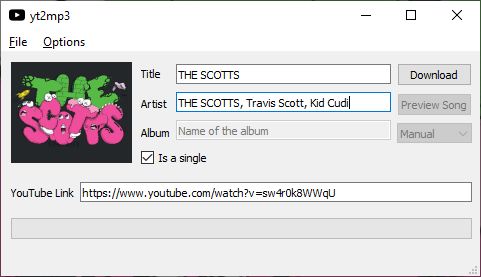 yt2mp3
File Options
THE SCOTTS
Title THE SCOTTS Download
Artist THE SCOTTS, Travis Scott, Kid Cudi Preview Song
Album Name of the album Manual
Is a single
YouTube Link https://www.youtube.com/watch?v=sw4r0k8WWqU